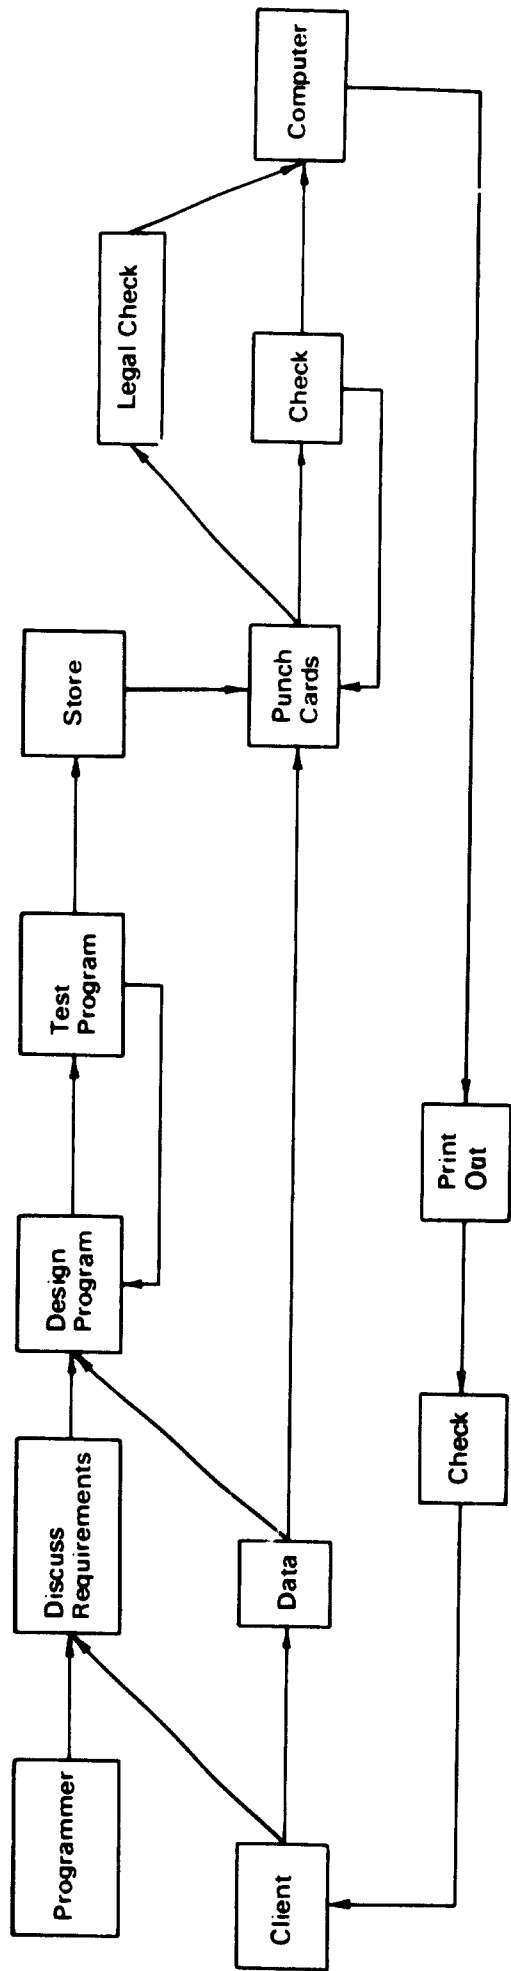 Programmer
Discuss
Requirements
Design
Program
Test
Program
Store
Legal Check
Client
Data
Punch
Cards
Check
Computer
Check
Print
Out